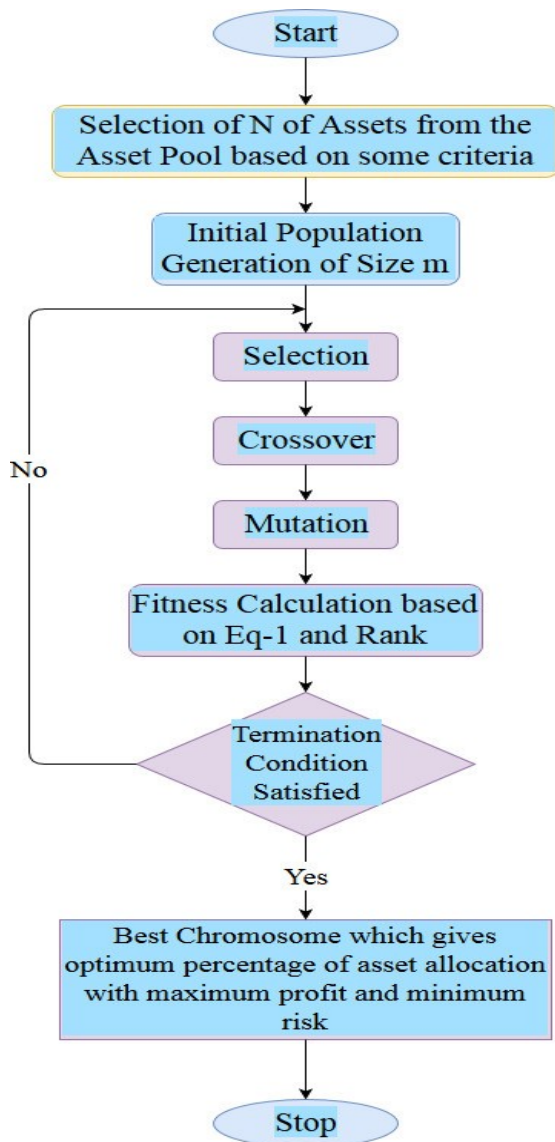 Start
Selection of N of Assets from the
Asset Pool based on some criteria
Initial Population
Generation of Size m
Selection
Crossover
No
Mutation
Fitness Calculation based
on Eq-1 and Rank
Termination
Condition
Satisfied
Yes
Best Chromosome which gives
optimum percentage of asset allocation
with maximum profit and minimum
risk
Stop